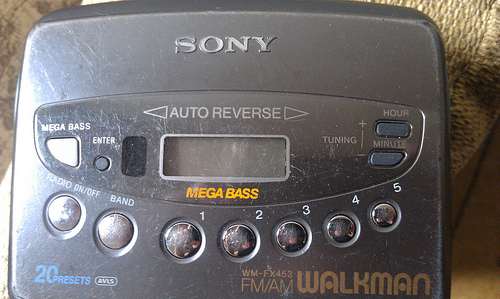 SONY
AUTO REVERSE
HOUR
MEGA BASS
ENTER
TUNING + −
MINUTE
MEGA BASS
RADIO ON/OFF
BAND
1 2 3 4 5
20 PRESETS
AVLS
WM-FX453
FM/AM WALKMAN